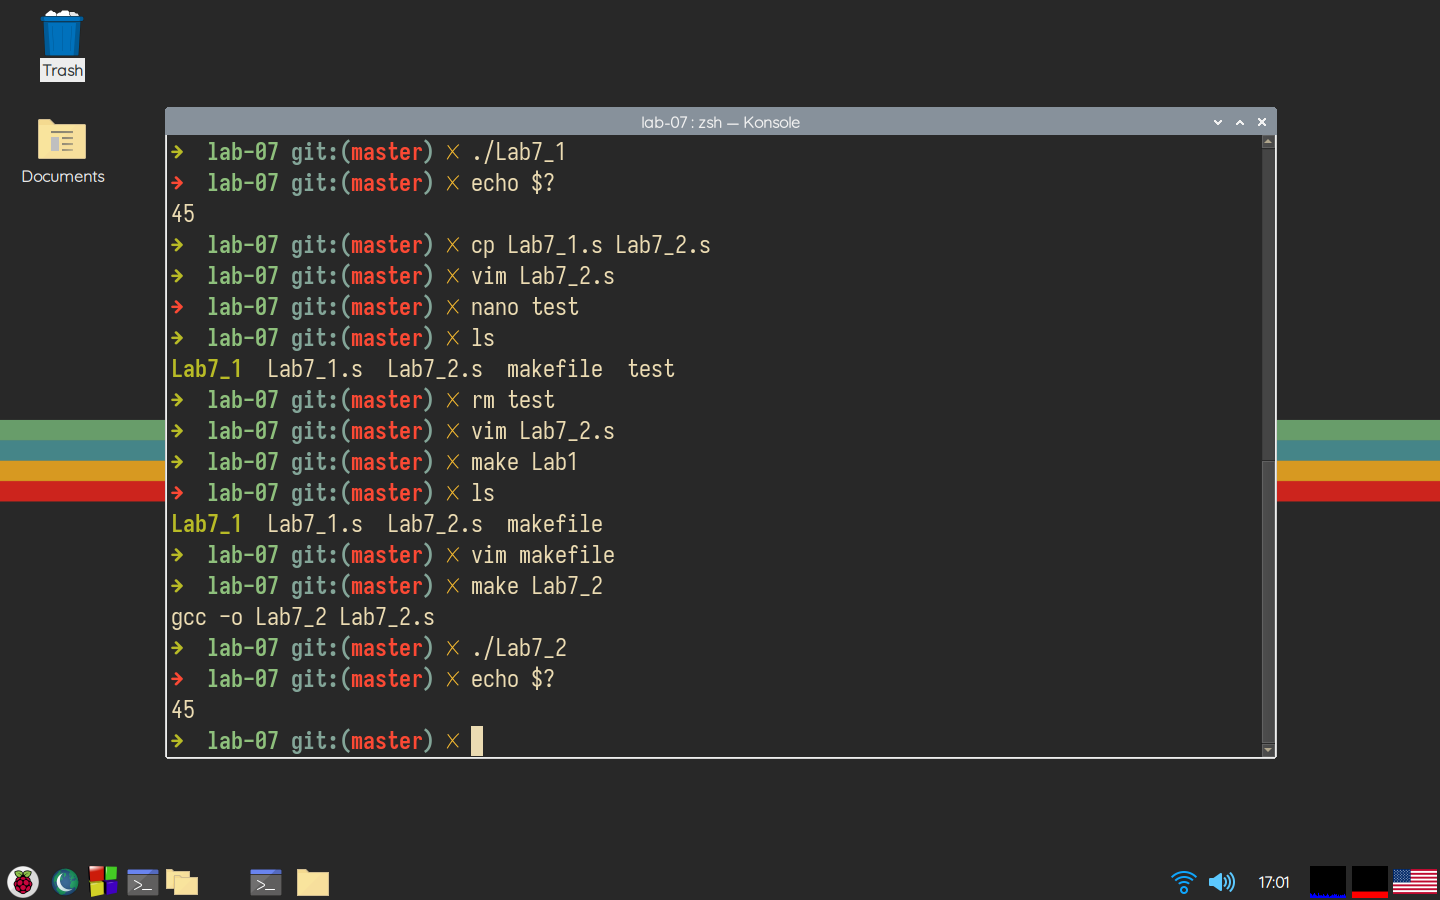 Trash
Documents
lab-07 : zsh — Konsole
➜  lab-07 git:(master) ✗ ./Lab7_1
➜  lab-07 git:(master) ✗ echo $?
45
➜  lab-07 git:(master) ✗ cp Lab7_1.s Lab7_2.s
➜  lab-07 git:(master) ✗ vim Lab7_2.s
➜  lab-07 git:(master) ✗ nano test
➜  lab-07 git:(master) ✗ ls
Lab7_1  Lab7_1.s  Lab7_2.s  makefile  test
➜  lab-07 git:(master) ✗ rm test
➜  lab-07 git:(master) ✗ vim Lab7_2.s
➜  lab-07 git:(master) ✗ make Lab1
➜  lab-07 git:(master) ✗ ls
Lab7_1  Lab7_1.s  Lab7_2.s  makefile
➜  lab-07 git:(master) ✗ vim makefile
➜  lab-07 git:(master) ✗ make Lab7_2
gcc -o Lab7_2 Lab7_2.s
➜  lab-07 git:(master) ✗ ./Lab7_2
➜  lab-07 git:(master) ✗ echo $?
45
➜  lab-07 git:(master) ✗
>_
>_
17:01